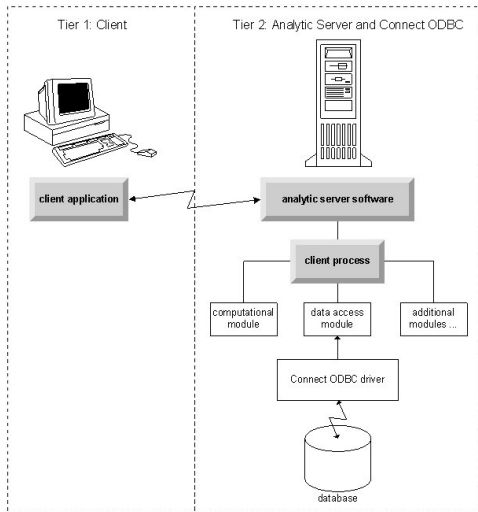 Tier 1: Client
Tier 2: Analytic Server and Connect ODBC
client application
analytic server software
client process
computational
module
data access
module
additional
modules ...
Connect ODBC driver
database